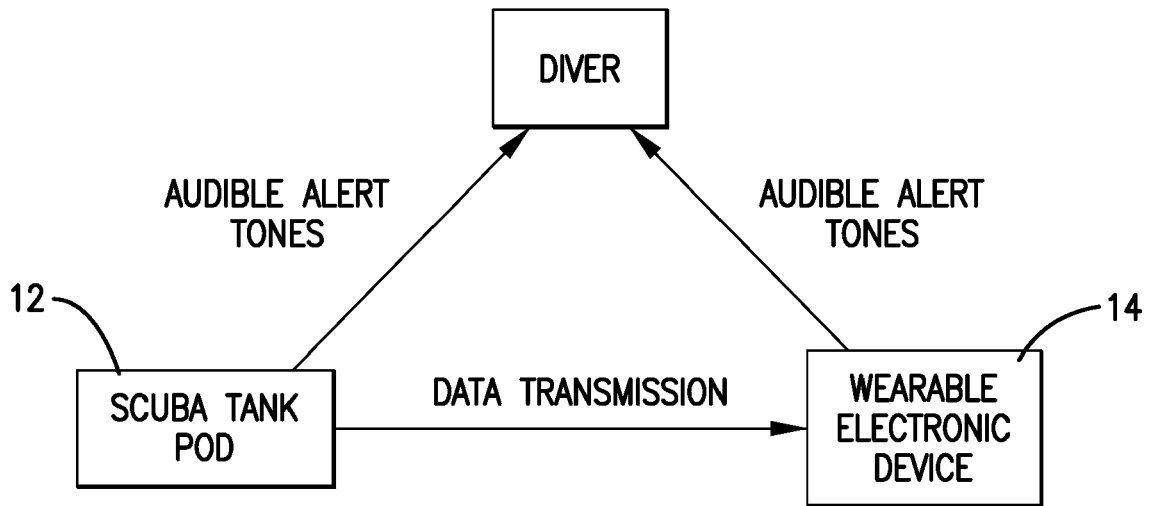 DIVER
AUDIBLE ALERT
TONES
AUDIBLE ALERT
TONES
12
14
SCUBA TANK
POD
DATA TRANSMISSION
WEARABLE
ELECTRONIC
DEVICE